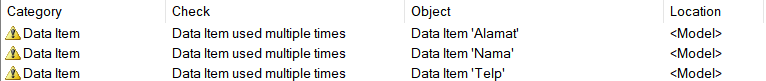 Category Check Object Location
Data Item Data Item used multiple times Data Item 'Alamat' <Model>
Data Item Data Item used multiple times Data Item 'Nama' <Model>
Data Item Data Item used multiple times Data Item 'Telp' <Model>